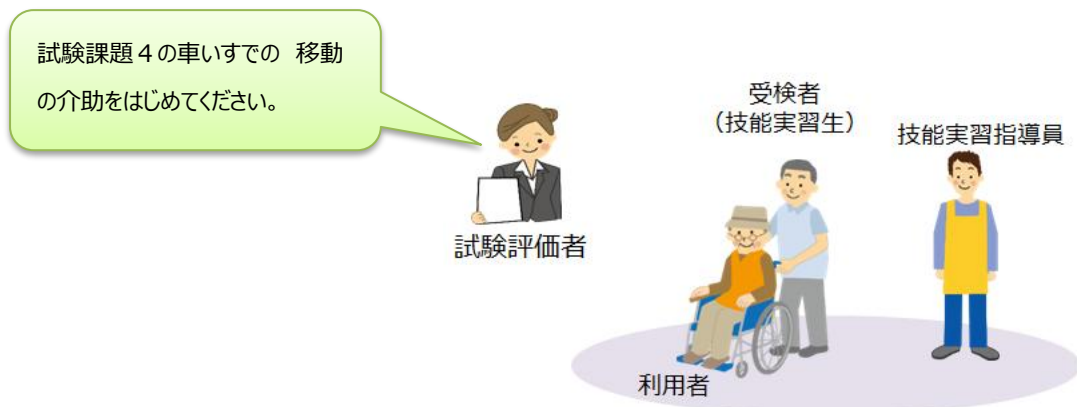 試験課題４の車いすでの 移動
の介助をはじめてください。
受検者
（技能実習生）
技能実習指導員
試験評価者
利用者